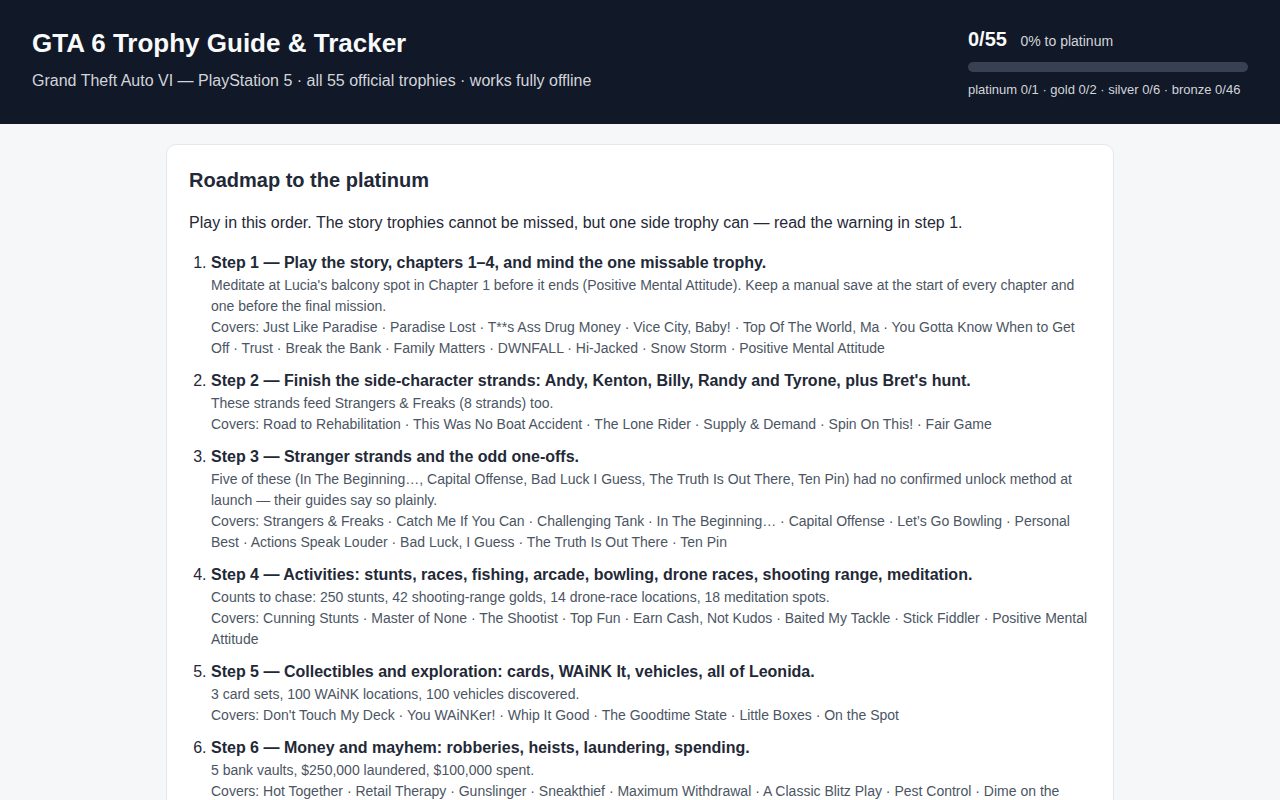 GTA 6 Trophy Guide & Tracker
0/55 0% to platinum
Grand Theft Auto VI — PlayStation 5 · all 55 official trophies · works fully offline
platinum 0/1 · gold 0/2 · silver 0/6 · bronze 0/46
Roadmap to the platinum
Play in this order. The story trophies cannot be missed, but one side trophy can — read the warning in step 1.
1. Step 1 — Play the story, chapters 1–4, and mind the one missable trophy.
Meditate at Lucia's balcony spot in Chapter 1 before it ends (Positive Mental Attitude). Keep a manual save at the start of every chapter and
one before the final mission.
Covers: Just Like Paradise · Paradise Lost · T**s Ass Drug Money · Vice City, Baby! · Top Of The World, Ma · You Gotta Know When to Get
Off · Trust · Break the Bank · Family Matters · DWNFALL · Hi-Jacked · Snow Storm · Positive Mental Attitude
2. Step 2 — Finish the side-character strands: Andy, Kenton, Billy, Randy and Tyrone, plus Bret's hunt.
These strands feed Strangers & Freaks (8 strands) too.
Covers: Road to Rehabilitation · This Was No Boat Accident · The Lone Rider · Supply & Demand · Spin On This! · Fair Game
3. Step 3 — Stranger strands and the odd one-offs.
Five of these (In The Beginning…, Capital Offense, Bad Luck I Guess, The Truth Is Out There, Ten Pin) had no confirmed unlock method at
launch — their guides say so plainly.
Covers: Strangers & Freaks · Catch Me If You Can · Challenging Tank · In The Beginning… · Capital Offense · Let's Go Bowling · Personal
Best · Actions Speak Louder · Bad Luck, I Guess · The Truth Is Out There · Ten Pin
4. Step 4 — Activities: stunts, races, fishing, arcade, bowling, drone races, shooting range, meditation.
Counts to chase: 250 stunts, 42 shooting-range golds, 14 drone-race locations, 18 meditation spots.
Covers: Cunning Stunts · Master of None · The Shootist · Top Fun · Earn Cash, Not Kudos · Baited My Tackle · Stick Fiddler · Positive Mental
Attitude
5. Step 5 — Collectibles and exploration: cards, WAiNK It, vehicles, all of Leonida.
3 card sets, 100 WAiNK locations, 100 vehicles discovered.
Covers: Don't Touch My Deck · You WAiNKer! · Whip It Good · The Goodtime State · Little Boxes · On the Spot
6. Step 6 — Money and mayhem: robberies, heists, laundering, spending.
5 bank vaults, $250,000 laundered, $100,000 spent.
Covers: Hot Together · Retail Therapy · Gunslinger · Sneakthief · Maximum Withdrawal · A Classic Blitz Play · Pest Control · Dime on the